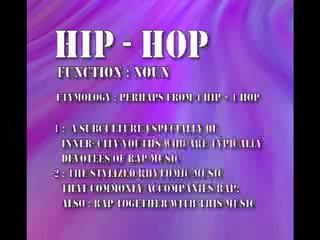 HIP - HOP
FUNCTION : NOUN
ETYMOLOGY : PERHAPS FROM HIP + HOP
1 : A SUBCULTURE ESPECIALLY OF
INNER-CITY YOUTHS WHO ARE TYPICALLY
DEVOTEES OF RAP MUSIC
2 : THE STYLIZED RHYTHMIC MUSIC
THAT COMMONLY ACCOMPANIES RAP;
ALSO : RAP TOGETHER WITH THIS MUSIC